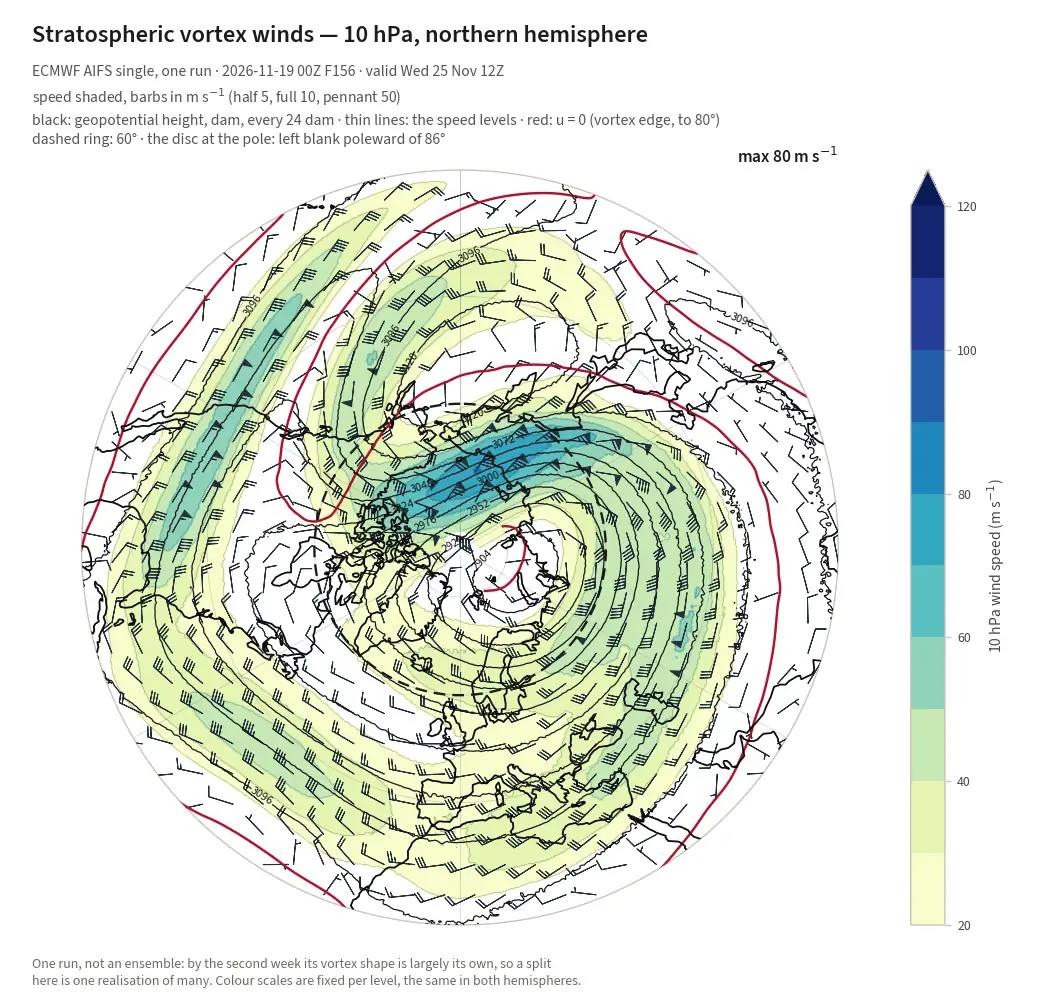 Stratospheric vortex winds — 10 hPa, northern hemisphere
ECMWF AIFS single, one run · 2026-11-19 00Z F156 · valid Wed 25 Nov 12Z
speed shaded, barbs in m s⁻¹ (half 5, full 10, pennant 50)
black: geopotential height, dam, every 24 dam · thin lines: the speed levels · red: u = 0 (vortex edge, to 80°)
dashed ring: 60° · the disc at the pole: left blank poleward of 86°
max 80 m s⁻¹
120
100
80
60
40
20
10 hPa wind speed (m s⁻¹)
3096
3096
3096
3096
3072
3048
3000
2976
2952
3096
One run, not an ensemble: by the second week its vortex shape is largely its own, so a split
here is one realisation of many. Colour scales are fixed per level, the same in both hemispheres.